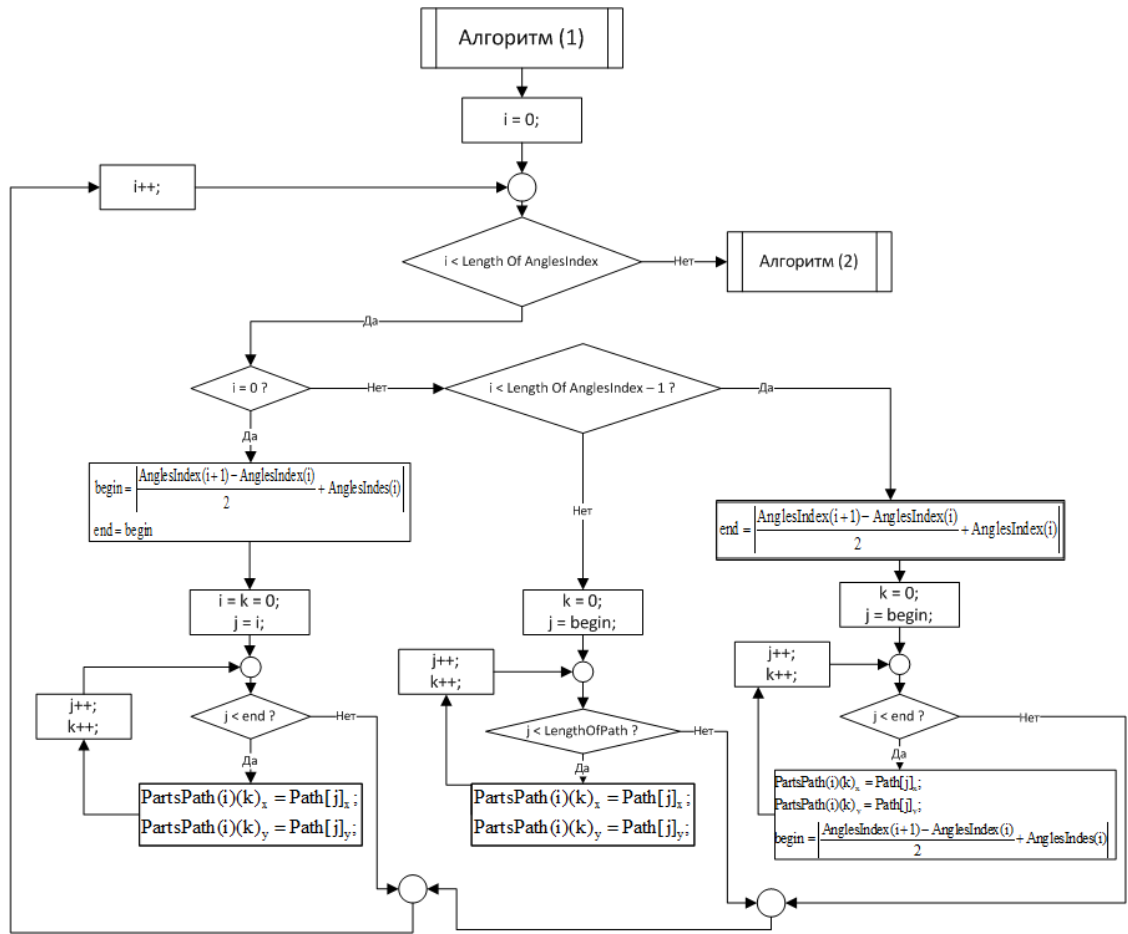 Алгоритм (1)
i = 0;
i++;
i < Length Of AnglesIndex
Нет
Алгоритм (2)
Да
i = 0 ?
Нет
i < Length Of AnglesIndex – 1 ?
Да
Да
begin = |(AnglesIndex(i+1) − AnglesIndex(i))/2 + AnglesIndes(i)|
end = begin
Нет
end = |(AnglesIndex(i+1) − AnglesIndex(i))/2 + AnglesIndex(i)|
i = k = 0;
j = i;
k = 0;
j = begin;
k = 0;
j = begin;
j++;
k++;
j < end ?
Нет
Да
PartsPath(i)(k)x = Path[j]x;
PartsPath(i)(k)y = Path[j]y;
j++;
k++;
j < LengthOfPath ?
Нет
Да
PartsPath(i)(k)x = Path[j]x;
PartsPath(i)(k)y = Path[j]y;
j++;
k++;
j < end ?
Нет
Да
PartsPath(i)(k)x = Path[j]x;
PartsPath(i)(k)y = Path[j]y;
begin = |(AnglesIndex(i+1) − AnglesIndex(i))/2 + AnglesIndes(i)|